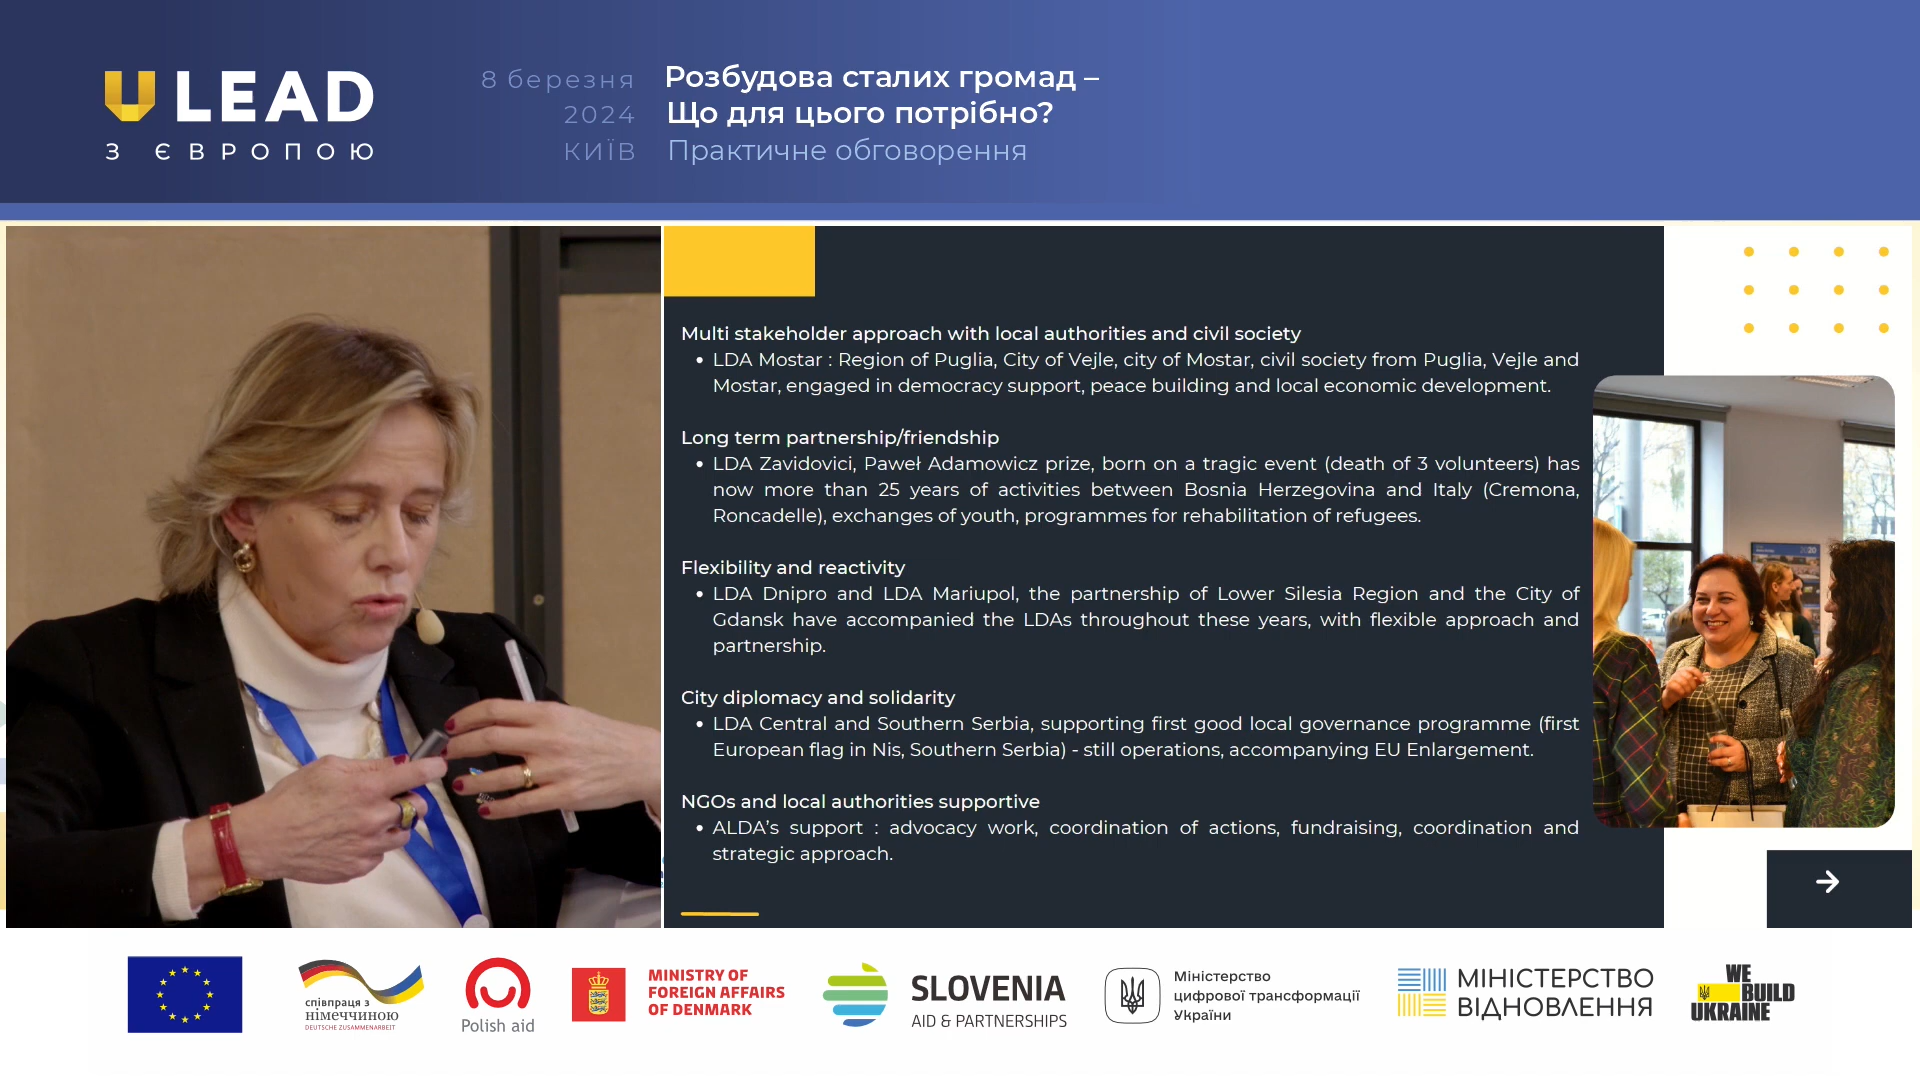 U LEAD
З ЄВРОПОЮ
8 березня
2024
КИЇВ
Розбудова сталих громад –
Що для цього потрібно?
Практичне обговорення
Multi stakeholder approach with local authorities and civil society
• LDA Mostar : Region of Puglia, City of Vejle, city of Mostar, civil society from Puglia, Vejle and
Mostar, engaged in democracy support, peace building and local economic development.
Long term partnership/friendship
• LDA Zavidovici, Paweł Adamowicz prize, born on a tragic event (death of 3 volunteers) has
now more than 25 years of activities between Bosnia Herzegovina and Italy (Cremona,
Roncadelle), exchanges of youth, programmes for rehabilitation of refugees.
Flexibility and reactivity
• LDA Dnipro and LDA Mariupol, the partnership of Lower Silesia Region and the City of
Gdansk have accompanied the LDAs throughout these years, with flexible approach and
partnership.
City diplomacy and solidarity
• LDA Central and Southern Serbia, supporting first good local governance programme (first
European flag in Nis, Southern Serbia) - still operations, accompanying EU Enlargement.
NGOs and local authorities supportive
• ALDA's support : advocacy work, coordination of actions, fundraising, coordination and
strategic approach.
2020
співпраця з
німеччиною
DEUTSCHE ZUSAMMENARBEIT
Polish aid
MINISTRY OF
FOREIGN AFFAIRS
OF DENMARK
SLOVENIA
AID & PARTNERSHIPS
Міністерство
цифрової трансформації
України
МІНІСТЕРСТВО
ВІДНОВЛЕННЯ
WE
BUILD
UKRAINE